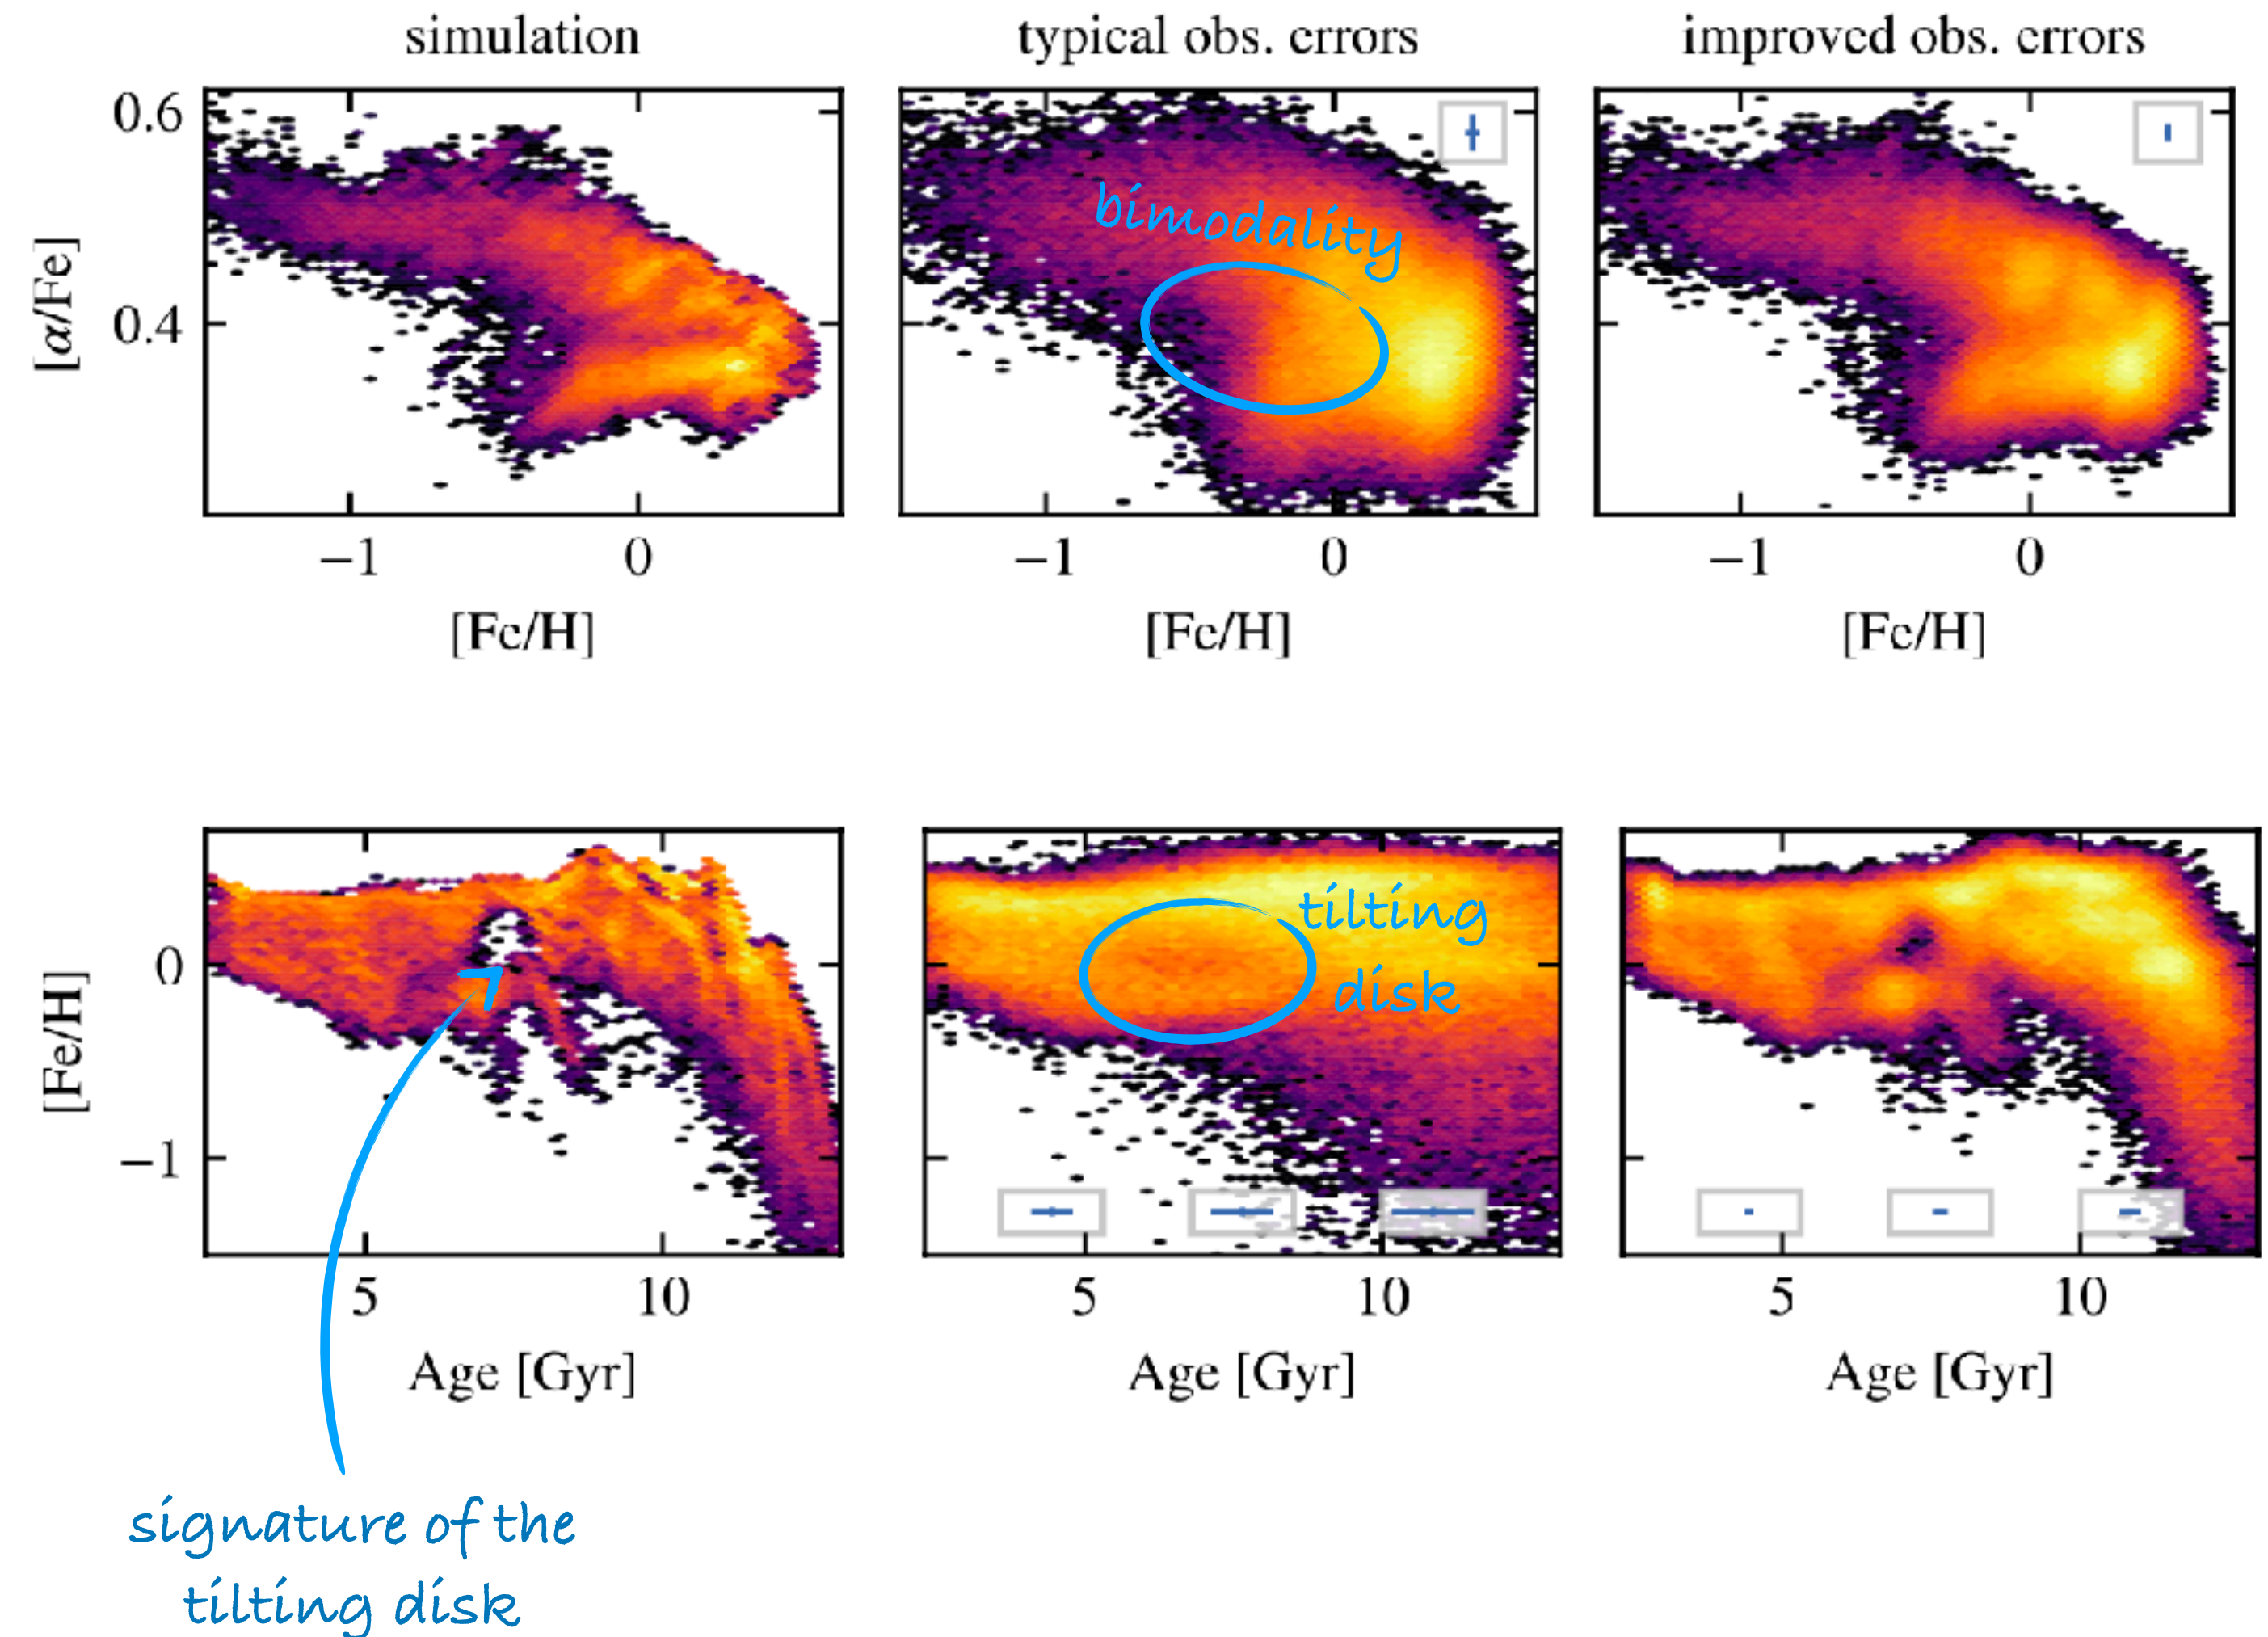 simulation
typical obs. errors
improved obs. errors
0.6
0.4
[α/Fe]
bimodality
−1
0
−1
0
−1
0
[Fe/H]
[Fe/H]
[Fe/H]
0
−1
[Fe/H]
tilting
disk
5
10
5
10
5
10
Age [Gyr]
Age [Gyr]
Age [Gyr]
signature of the
tilting disk